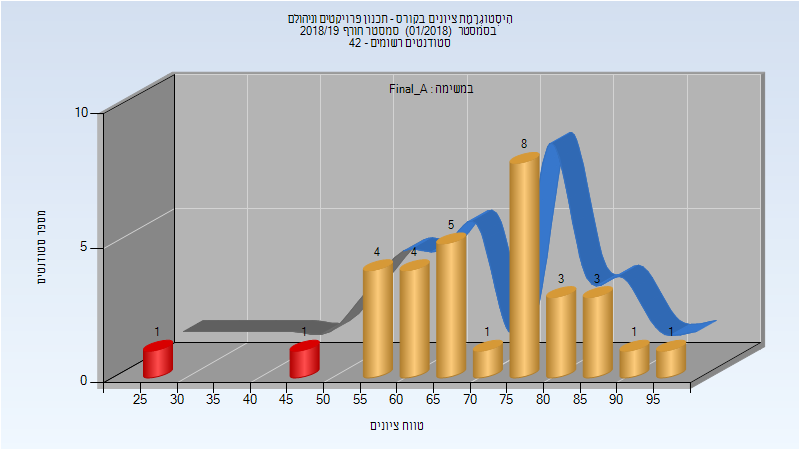 היסטוגרמת ציונים בקורס - תכנון פרויקטים וניהולם
בסמסטר (01/2018) סמסטר חורף 2018/19
סטודנטים רשומים - 42
במשימה : Final_A
מספר סטודנטים
10
5
0
1
1
4
4
5
1
8
3
3
1
1
25 30 35 40 45 50 55 60 65 70 75 80 85 90 95
טווח ציונים